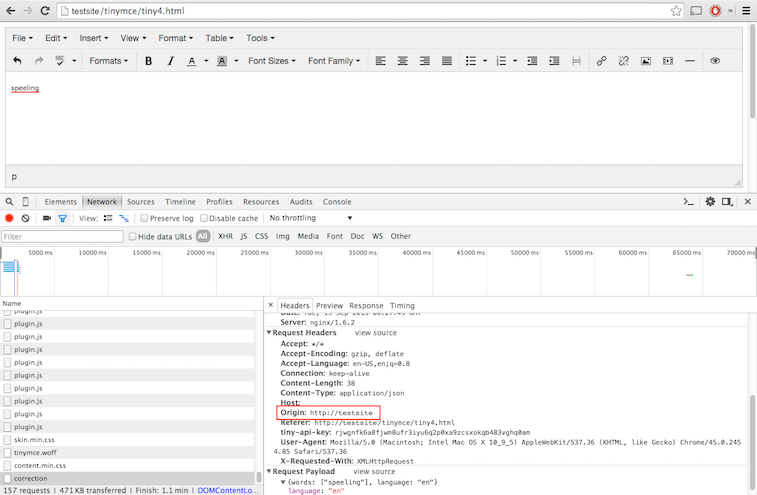 testsite/tinymce/tiny4.html
File Edit Insert View Format Table Tools
Formats B I A A Font Sizes Font Family
speeling
p
Elements Network Sources Timeline Profiles Resources Audits Console
View: Preserve log Disable cache No throttling
Filter Hide data URLs All XHR JS CSS Img Media Font Doc WS Other
5000 ms 10000 ms 15000 ms 20000 ms 25000 ms 30000 ms 35000 ms 40000 ms 45000 ms 50000 ms 55000 ms 60000 ms 65000 ms 70000 ms
Name
plugin.js
plugin.js
plugin.js
plugin.js
plugin.js
plugin.js
plugin.js
plugin.js
plugin.js
plugin.js
skin.min.css
tinymce.woff
content.min.css
correction
157 requests | 471 KB transferred | Finish: 1.1 min | DOMContentLo...
× Headers Preview Response Timing
Server: nginx/1.6.2
Request Headers view source
Accept: */*
Accept-Encoding: gzip, deflate
Accept-Language: en-US,en;q=0.8
Connection: keep-alive
Content-Length: 38
Content-Type: application/json
Host:
Origin: http://testsite
Referer: http://testsite/tinymce/tiny4.html
tiny-api-key: rjwgnfk6a8fjwm8ufr3iyu6q2p0xa9zcsxokqb483vghq0am
User-Agent: Mozilla/5.0 (Macintosh; Intel Mac OS X 10_9_5) AppleWebKit/537.36 (KHTML, like Gecko) Chrome/45.0.245
4.85 Safari/537.36
X-Requested-With: XMLHttpRequest
Request Payload view source
{words: ["speeling"], language: "en"}
language: "en"